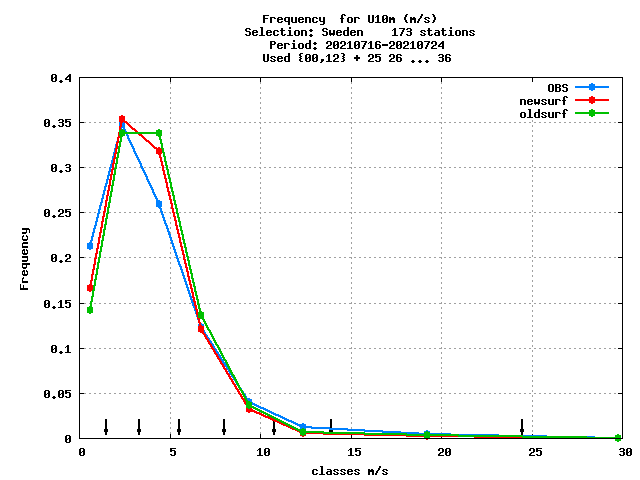 Frequency  for U10m (m/s)
Selection: Sweden    173 stations
Period: 20210716-20210724
Used {00,12} + 25 26 ... 36
OBS
newsurf
oldsurf
0.4
0.35
0.3
0.25
0.2
0.15
0.1
0.05
0
Frequency
0 5 10 15 20 25 30
classes m/s